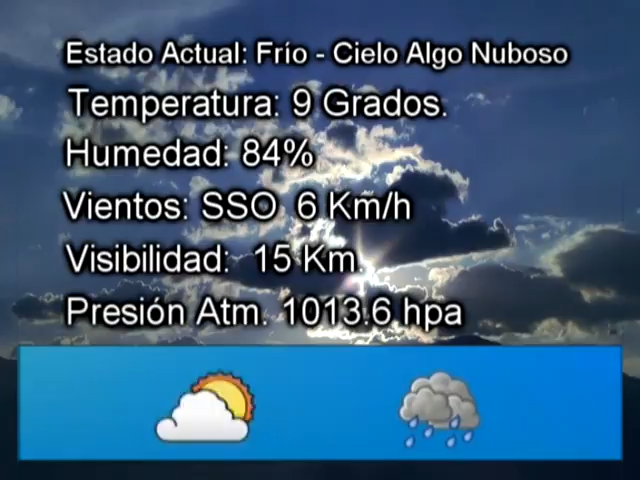 Estado Actual: Frío - Cielo Algo Nuboso
Temperatura: 9 Grados.
Humedad: 84%
Vientos: SSO 6 Km/h
Visibilidad: 15 Km.
Presión Atm. 1013.6 hpa